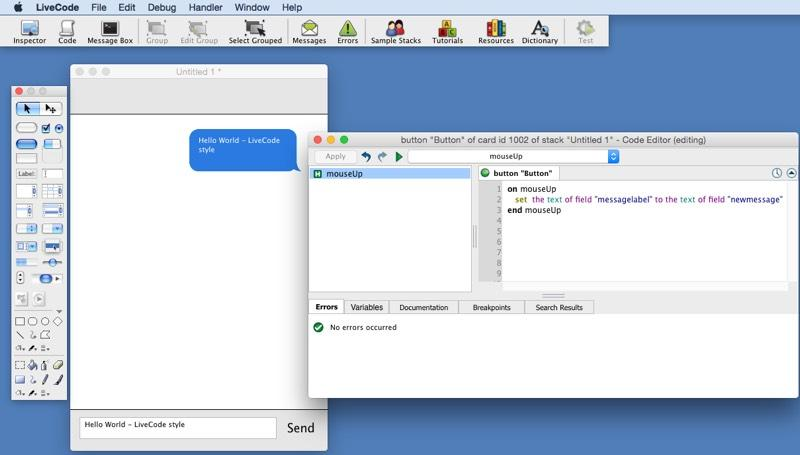 LiveCode File Edit Debug Handler Window Help
Inspector Code Message Box Group Edit Group Select Grouped Messages Errors Sample Stacks Tutorials Resources Dictionary Test
Untitled 1 *
Hello World - LiveCode
style
Label:
button "Button" of card id 1002 of stack "Untitled 1" - Code Editor (editing)
Apply mouseUp
mouseUp
button "Button"
1 on mouseUp
2 set the text of field "messagelabel" to the text of field "newmessage"
3 end mouseUp
4
5
6
7
8
9
Errors Variables Documentation Breakpoints Search Results
No errors occurred
Hello World - LiveCode style
Send